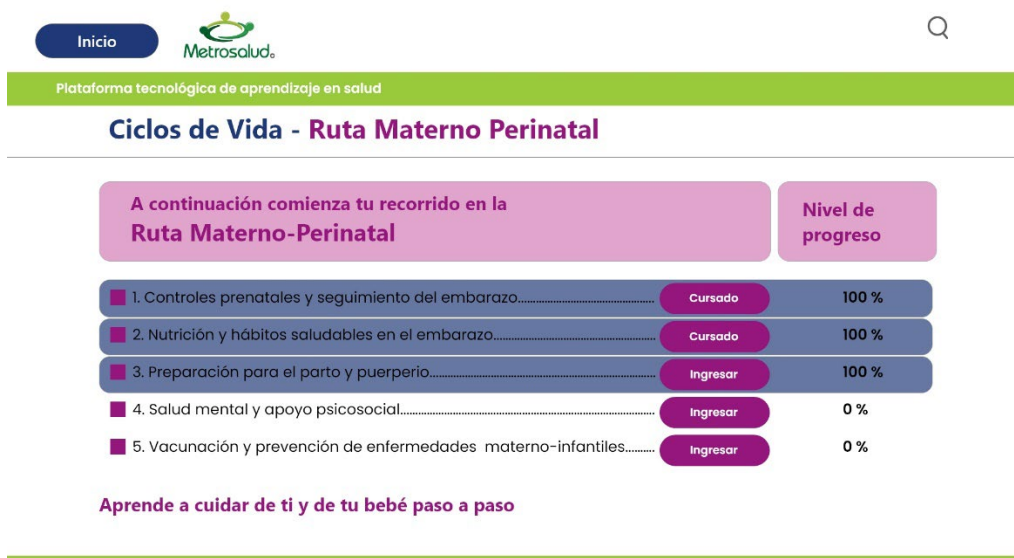 Inicio
Metrosalud
Plataforma tecnológica de aprendizaje en salud
Ciclos de Vida - Ruta Materno Perinatal
A continuación comienza tu recorrido en la
Ruta Materno-Perinatal
Nivel de
progreso
1. Controles prenatales y seguimiento del embarazo............................................ Cursado 100 %
2. Nutrición y hábitos saludables en el embarazo.................................................... Cursado 100 %
3. Preparación para el parto y puerperio........................................................................ Ingresar 100 %
4. Salud mental y apoyo psicosocial.................................................................................. Ingresar 0 %
5. Vacunación y prevención de enfermedades materno-infantiles.......... Ingresar 0 %
Aprende a cuidar de ti y de tu bebé paso a paso